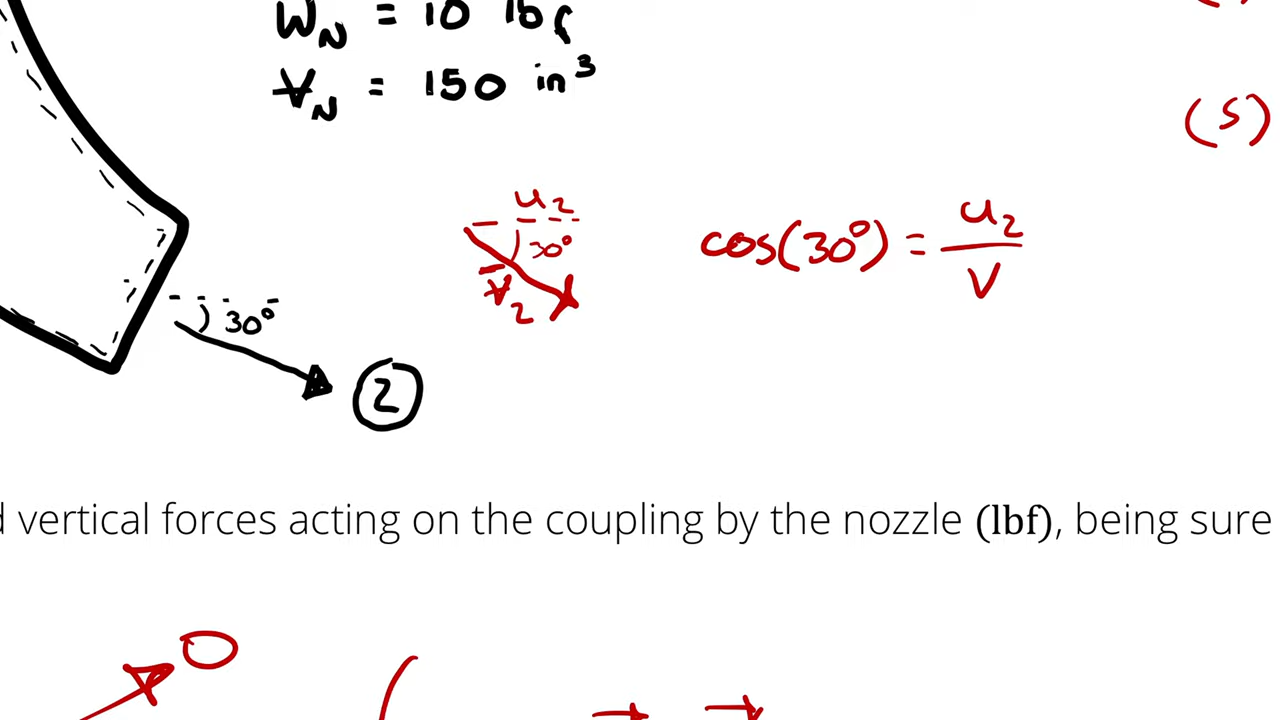 W_N = 10 lbf
V_N = 150 in³
(5)
u₂
30°
V₂
cos(30°) = u₂/V
30°
2
vertical forces acting on the coupling by the nozzle (lbf), being sure
0
(